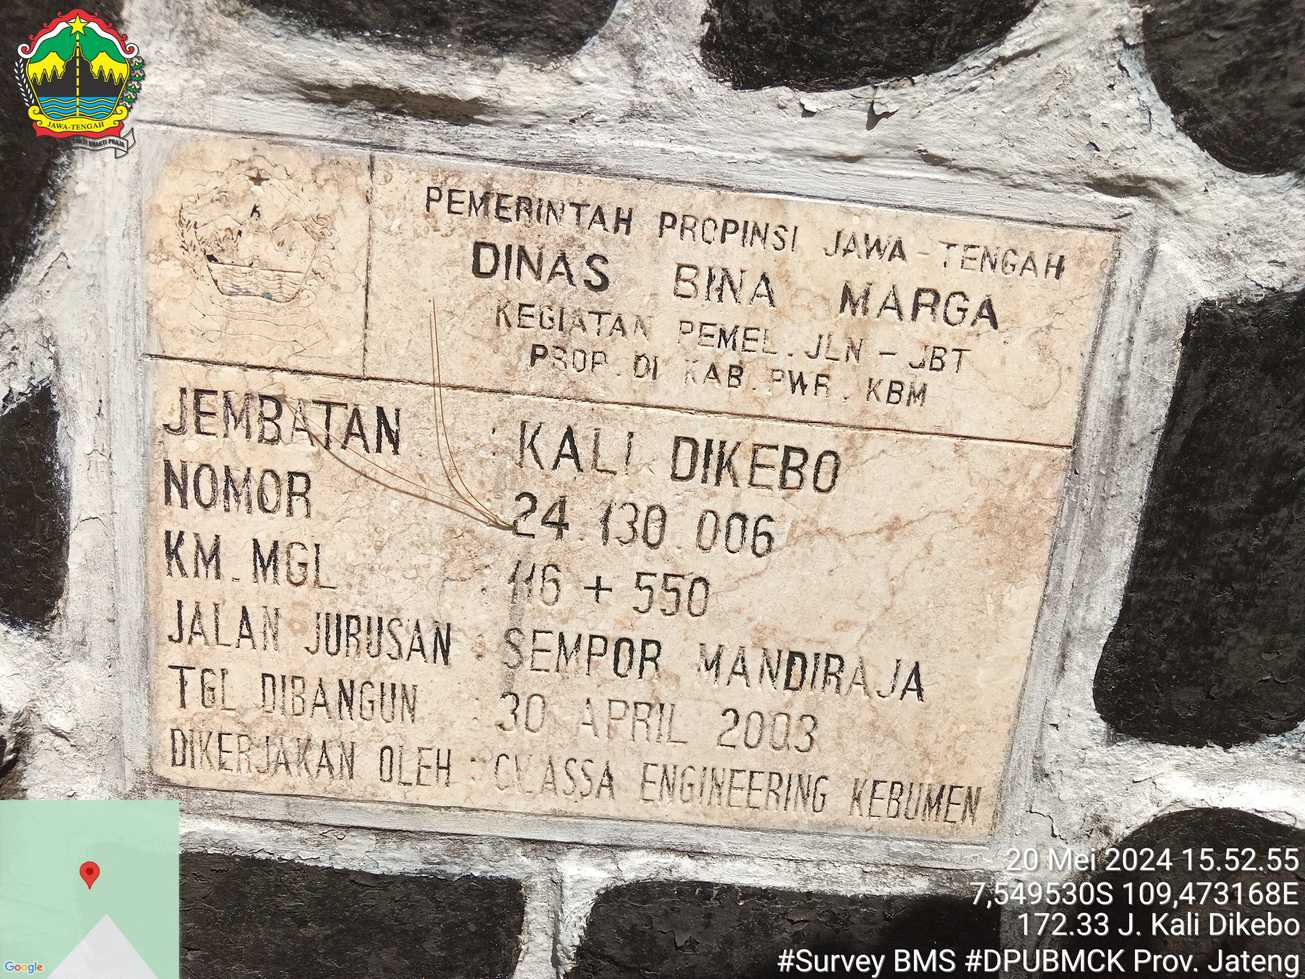 JAWA-TENGAH
PEMERINTAH PROPINSI JAWA-TENGAH
DINAS BINA MARGA
KEGIATAN PEMEL. JLN - JBT
PROP. DI KAB. PWR. KBM
JEMBATAN : KALI DIKEBO
NOMOR : 24.130.006
KM. MGL : 116 + 550
JALAN JURUSAN : SEMPOR MANDIRAJA
TGL DIBANGUN : 30 APRIL 2003
DIKERJAKAN OLEH : CV. ASSA ENGINEERING KEBUMEN
20 Mei 2024 15.52.55
7,549530S 109,473168E
172.33 J. Kali Dikebo
#Survey BMS #DPUBMCK Prov. Jateng
Google